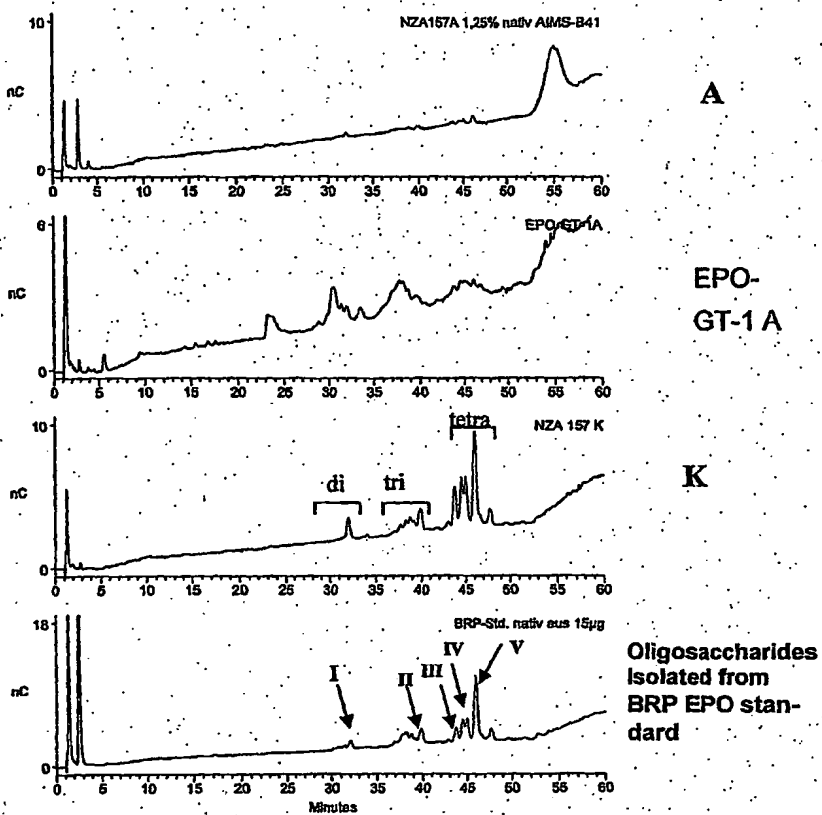 NZA157A 1,25% nativ AIMS-B41
10
nC
0
0 5 10 15 20 25 30 35 40 45 50 55 60
A
EPO-GT-1A
6
nC
0
0 5 10 15 20 25 30 35 40 45 50 55 60
EPO-
GT-1 A
NZA 157 K
10
nC
0
di
tri
tetra
0 5 10 15 20 25 30 35 40 45 50 55 60
K
BRP-Std. nativ aus 15µg
18
nC
0
I
II
III
IV
V
0 5 10 15 20 25 30 35 40 45 50 55 60
Minutes
Oligosaccharides
Isolated from
BRP EPO stan-
dard